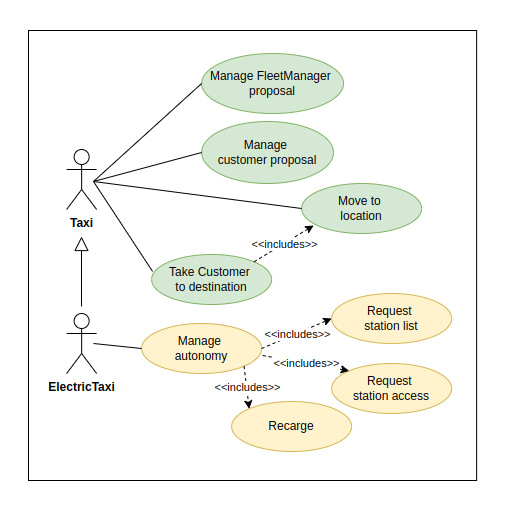 Manage FleetManager
proposal
Manage
customer proposal
Move to
location
Taxi
<<includes>>
Take Customer
to destination
Request
station list
Manage
autonomy
<<includes>>
ElectricTaxi
<<includes>>
Request
station access
<<includes>>
Recarge